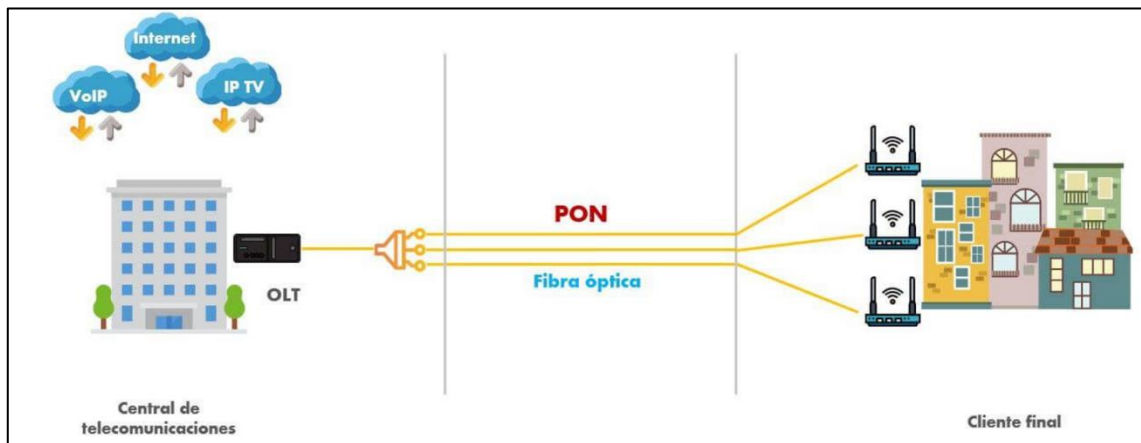 Internet
VoIP
IP TV
PON
OLT
Fibra óptica
Central de
telecomunicaciones
Cliente final